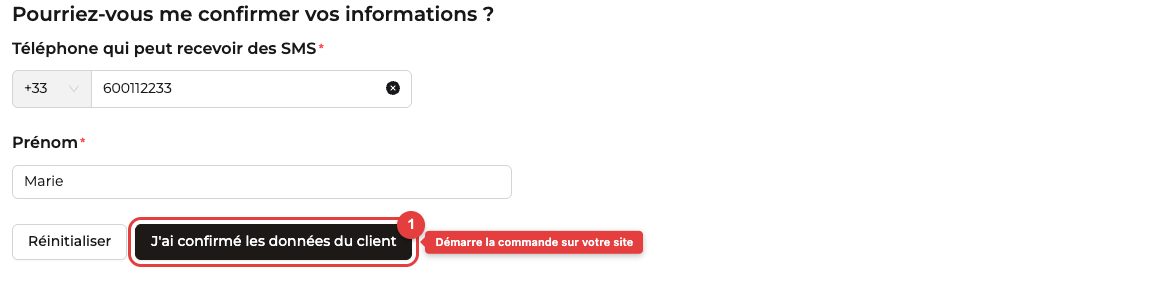 Pourriez-vous me confirmer vos informations ?
Téléphone qui peut recevoir des SMS*
+33 600112233
Prénom*
Marie
Réinitialiser J'ai confirmé les données du client 1 Démarre la commande sur votre site